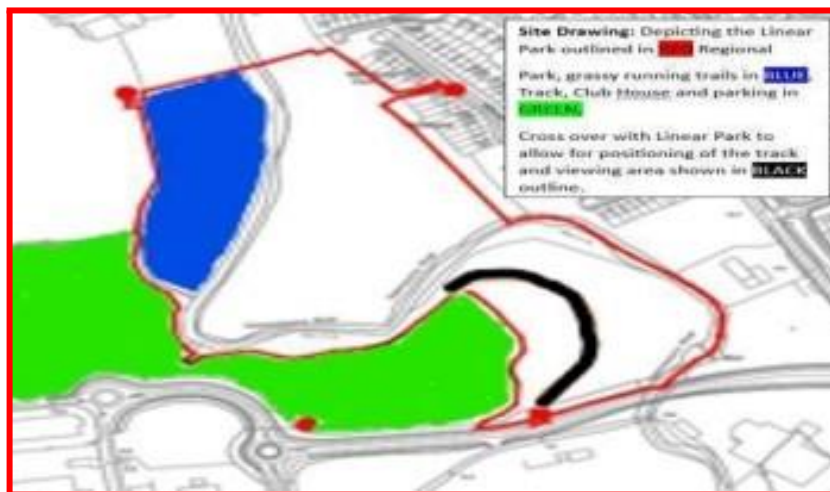 Site Drawing: Depicting the Linear
Park outlined in RED Regional
Park, grassy running trails in BLUE,
Track, Club House and parking in
GREEN,
Cross over with Linear Park to
allow for positioning of the track
and viewing area shown in BLACK
outline.